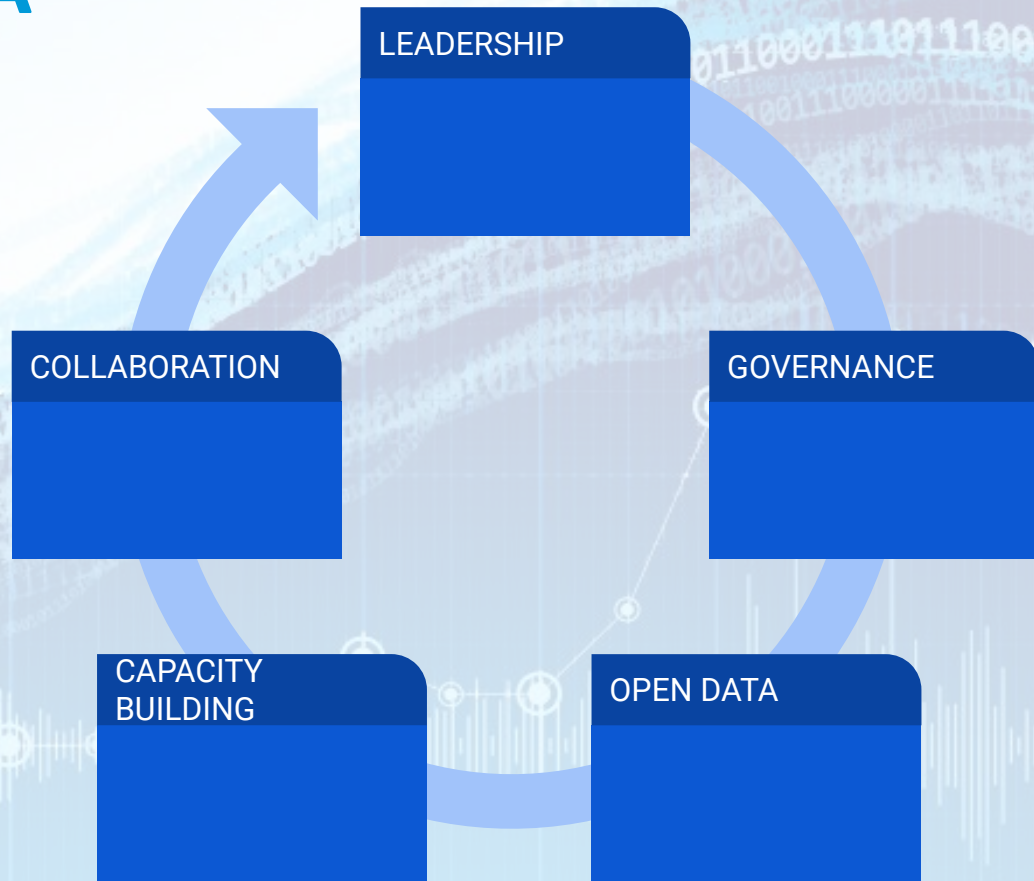 LEADERSHIP
COLLABORATION
GOVERNANCE
CAPACITY
BUILDING
OPEN DATA